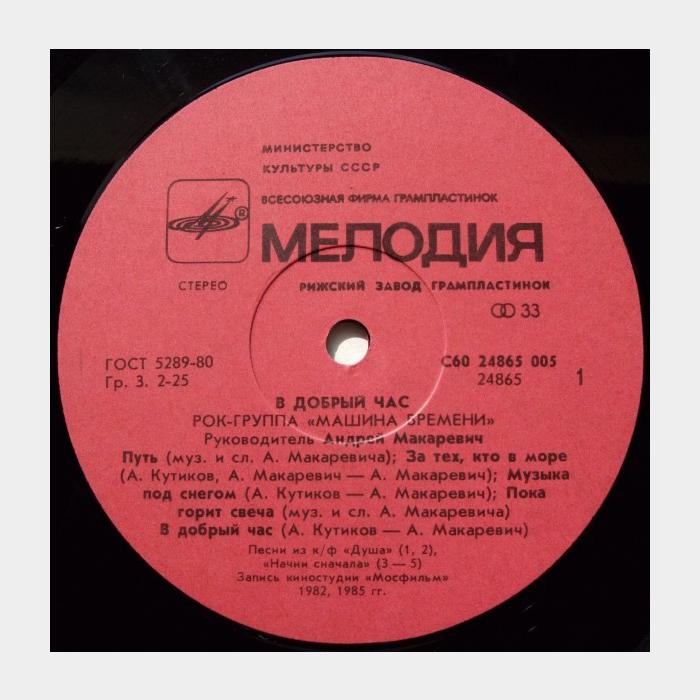 МИНИСТЕРСТВО
КУЛЬТУРЫ СССР
ВСЕСОЮЗНАЯ ФИРМА ГРАМПЛАСТИНОК
®
МЕЛОДИЯ
СТЕРЕО
РИЖСКИЙ ЗАВОД ГРАМПЛАСТИНОК
33
ГОСТ 5289-80
Гр. 3. 2-25
С60 24865 005
24865
1
В ДОБРЫЙ ЧАС
РОК-ГРУППА «МАШИНА ВРЕМЕНИ»
Руководитель Андрей Макаревич
Путь (муз. и сл. А. Макаревича); За тех, кто в море
(А. Кутиков, А. Макаревич — А. Макаревич); Музыка
под снегом (А. Кутиков — А. Макаревич); Пока
горит свеча (муз. и сл. А. Макаревича)
В добрый час (А. Кутиков — А. Макаревич)
Песни из к/ф «Душа» (1, 2),
«Начни сначала» (3 — 5)
Запись киностудии «Мосфильм»
1982, 1985 гг.